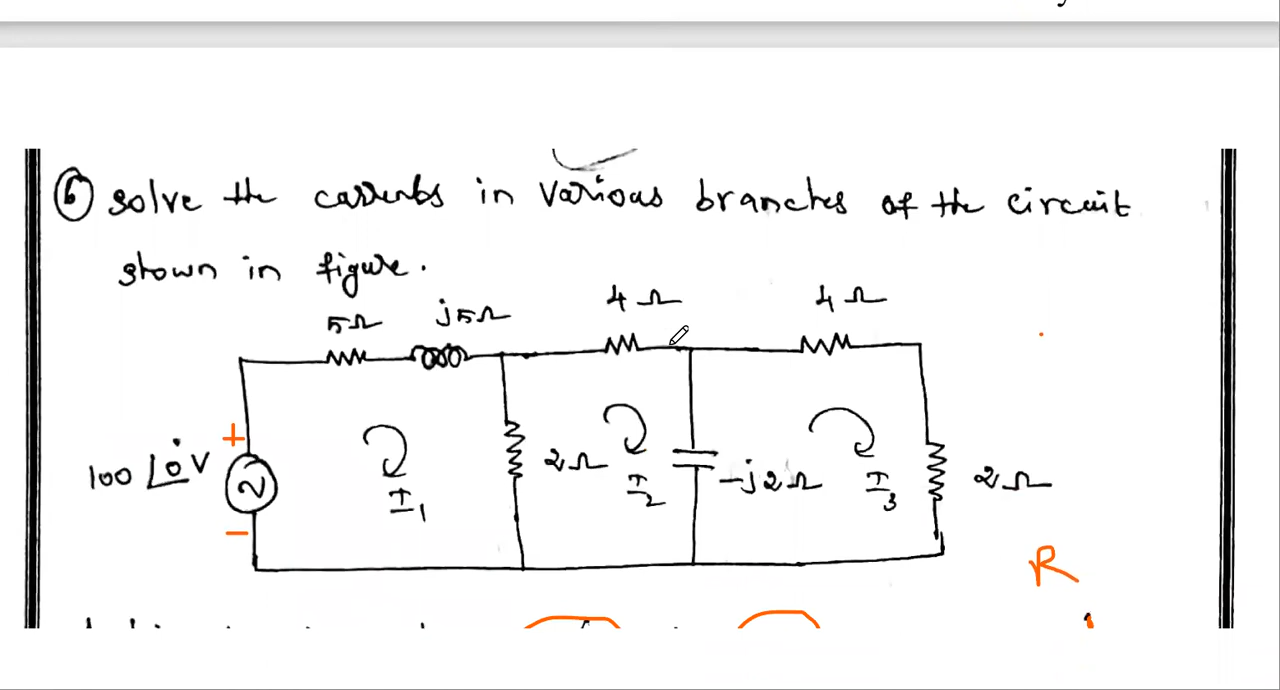 ⑥ solve the currents in various branches of the circuit
shown in figure.
5Ω j5Ω 4Ω 4Ω
+
100∠0° V I1 2Ω I2 -j2Ω I3 2Ω
-
R